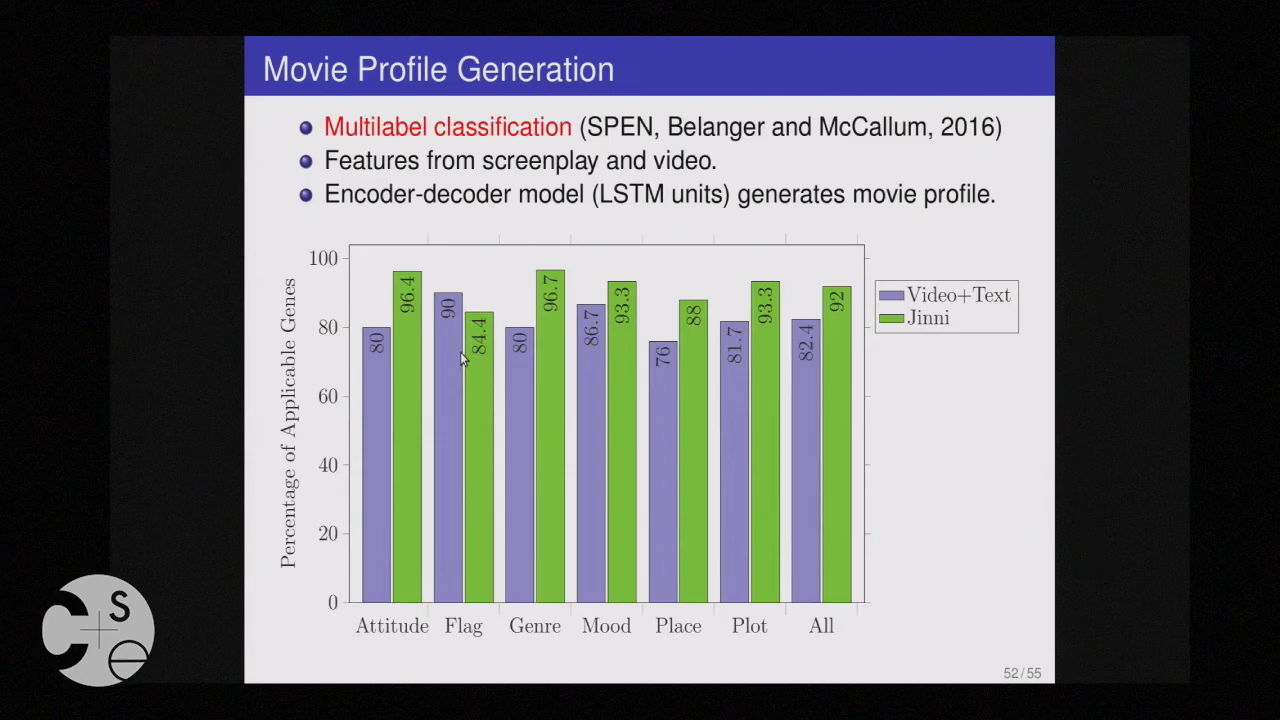 Movie Profile Generation
Multilabel classification (SPEN, Belanger and McCallum, 2016)
Features from screenplay and video.
Encoder-decoder model (LSTM units) generates movie profile.
Percentage of Applicable Genes
100
80
60
40
20
0
80
96.4
90
84.4
80
96.7
86.7
93.3
76
88
81.7
93.3
82.4
92
Attitude Flag Genre Mood Place Plot All
Video+Text
Jinni
52/55
C S e